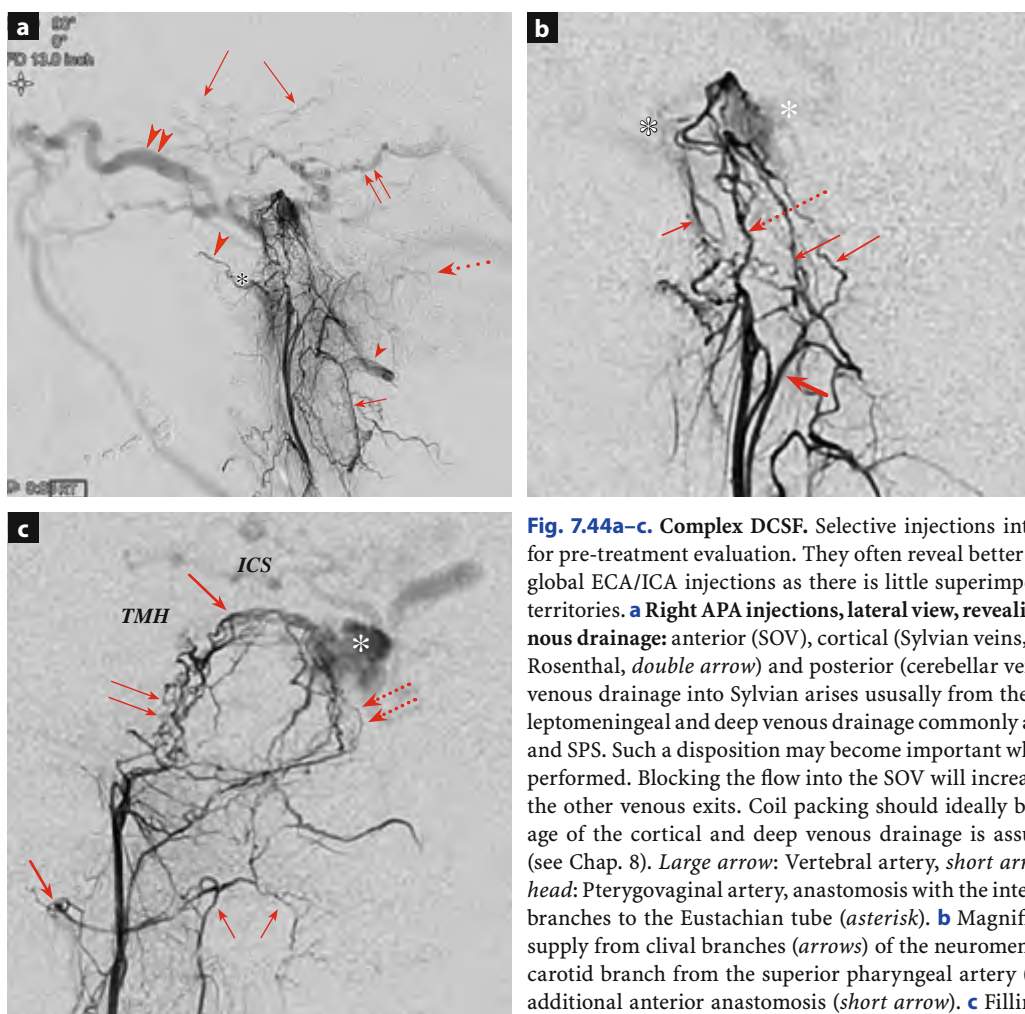 a
0°
FD 13.0 inch
*
RT
b
*
*
c
ICS
TMH
*
Fig. 7.44a–c. Complex DCSF. Selective injections int
for pre-treatment evaluation. They often reveal better
global ECA/ICA injections as there is little superimp
territories. a Right APA injections, lateral view, reveali
nous drainage: anterior (SOV), cortical (Sylvian veins,
Rosenthal, double arrow) and posterior (cerebellar ve
venous drainage into Sylvian arises ususally from the
leptomeningeal and deep venous drainage commonly a
and SPS. Such a disposition may become important wh
performed. Blocking the flow into the SOV will increa
the other venous exits. Coil packing should ideally b
age of the cortical and deep venous drainage is assu
(see Chap. 8). Large arrow: Vertebral artery, short arr
head: Pterygovaginal artery, anastomosis with the inte
branches to the Eustachian tube (asterisk). b Magnifi
supply from clival branches (arrows) of the neuromen
carotid branch from the superior pharyngeal artery (
additional anterior anastomosis (short arrow). c Fillin